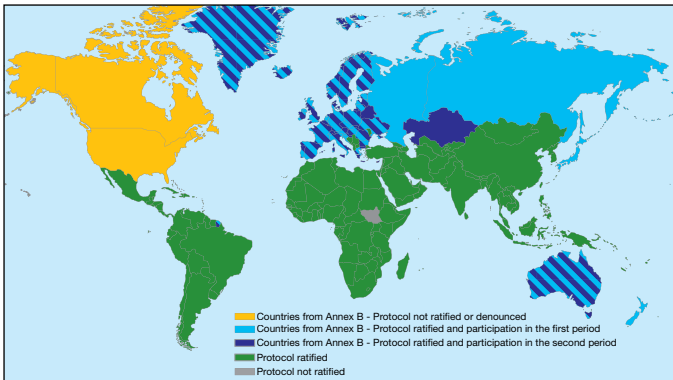 Countries from Annex B - Protocol not ratified or denounced
Countries from Annex B - Protocol ratified and participation in the first period
Countries from Annex B - Protocol ratified and participation in the second period
Protocol ratified
Protocol not ratified